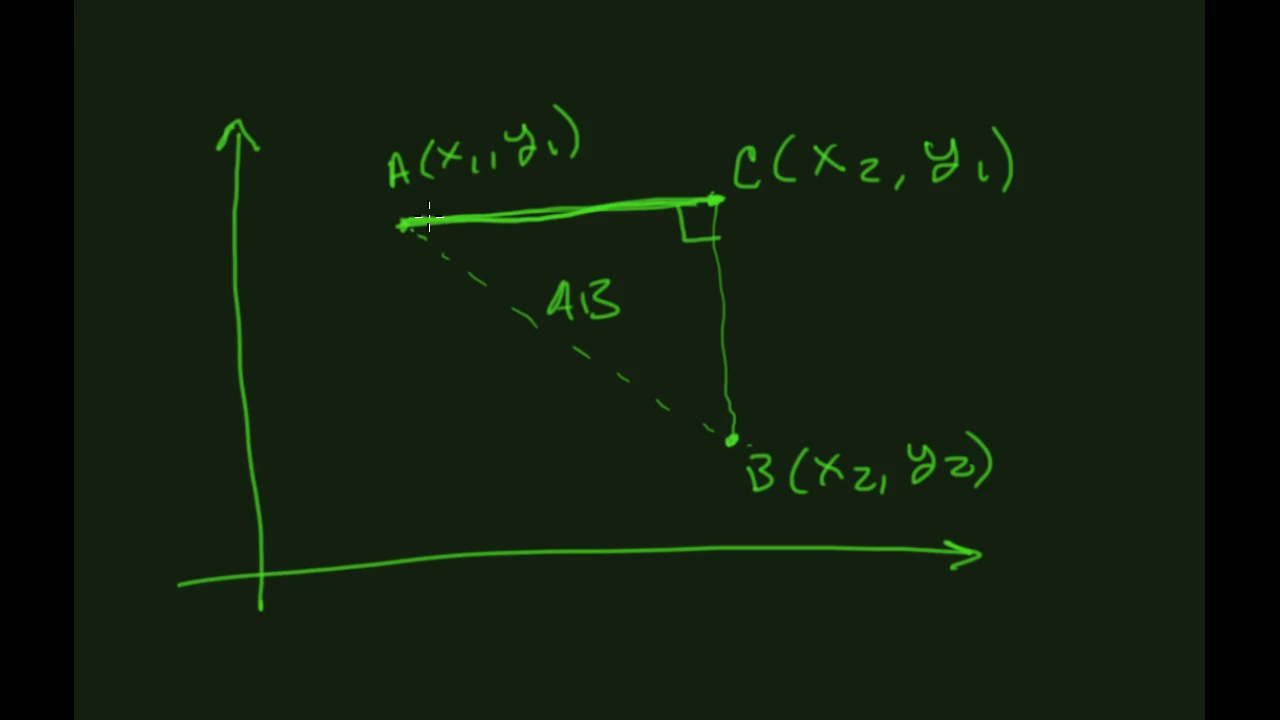 A(x₁, y₁)
C(x₂, y₁)
AB
B(x₂, y₂)